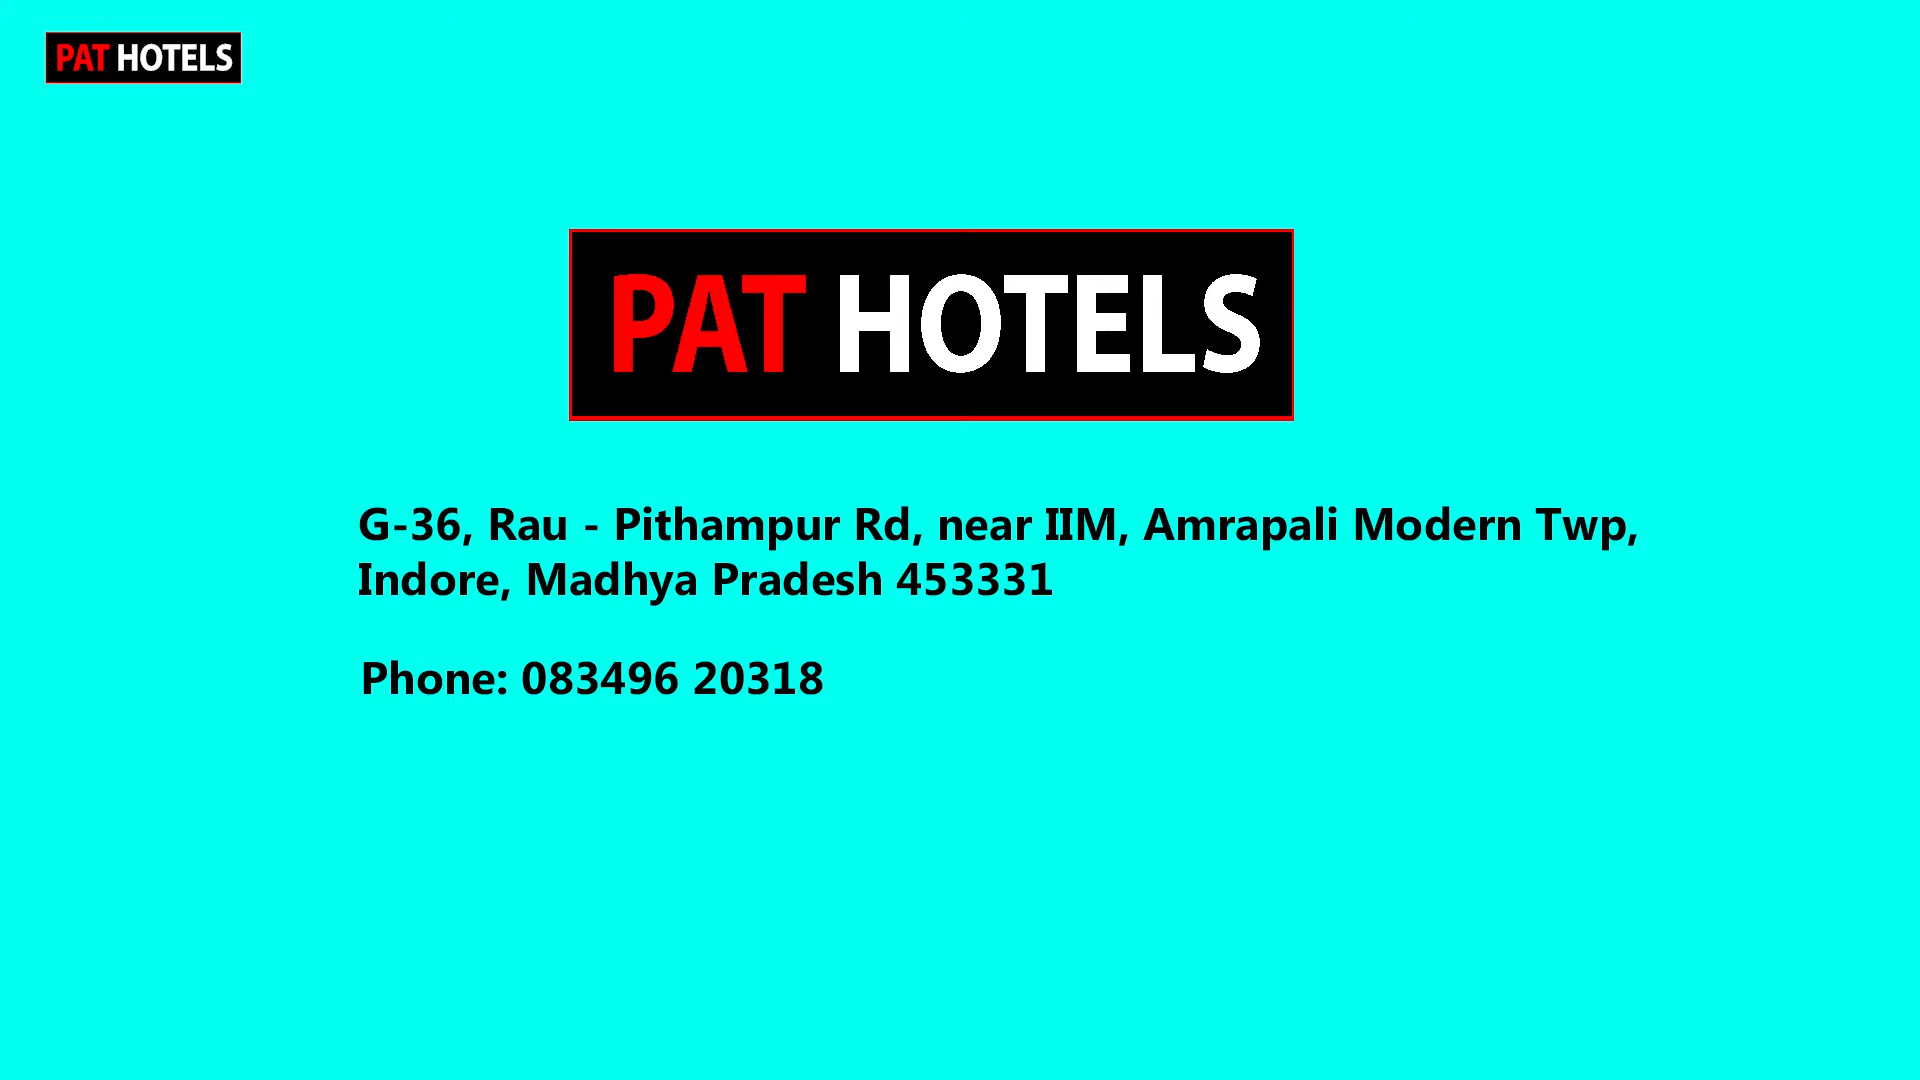 PAT HOTELS
PAT HOTELS
G-36, Rau - Pithampur Rd, near IIM, Amrapali Modern Twp,
Indore, Madhya Pradesh 453331
Phone: 083496 20318